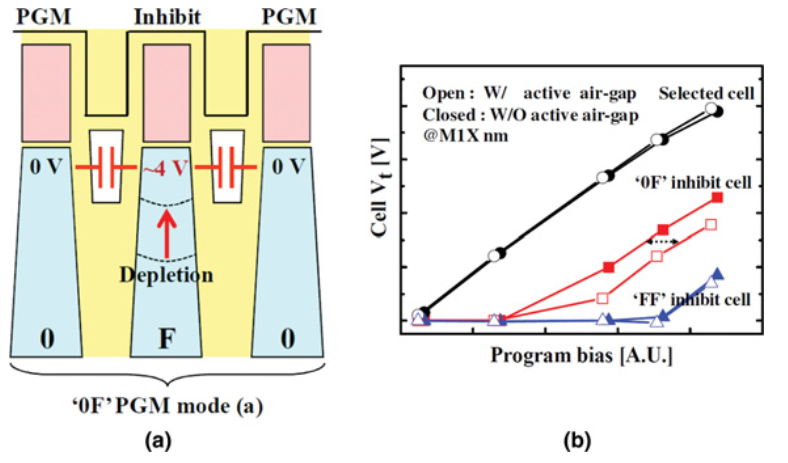 PGM Inhibit PGM
0 V ~4 V 0 V
Depletion
0 F 0
‘0F’ PGM mode (a)
(a)
Open : W/ active air-gap
Closed : W/O active air-gap
@M1X nm
Selected cell
‘0F’ inhibit cell
‘FF’ inhibit cell
Cell Vt [V]
Program bias [A.U.]
(b)